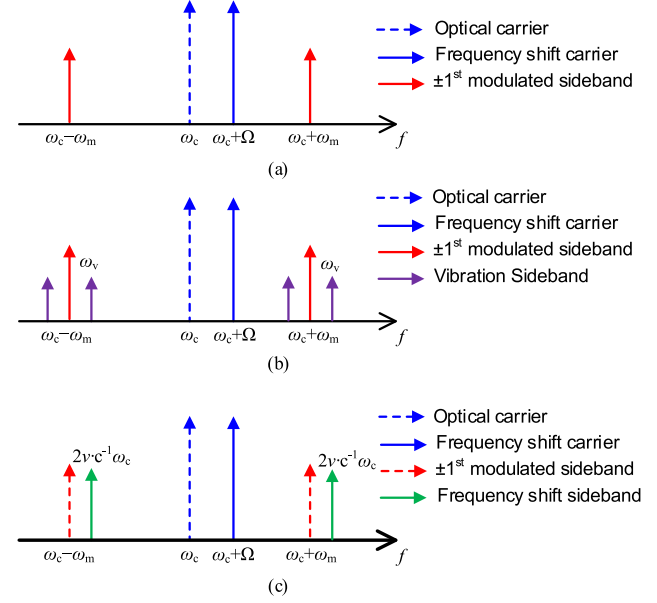 Optical carrier
Frequency shift carrier
±1st modulated sideband
ωc−ωm ωc ωc+Ω ωc+ωm f
(a)
Optical carrier
Frequency shift carrier
±1st modulated sideband
Vibration Sideband
ωv ωv
ωc−ωm ωc ωc+Ω ωc+ωm f
(b)
Optical carrier
Frequency shift carrier
±1st modulated sideband
Frequency shift sideband
2v·c-1ωc 2v·c-1ωc
ωc−ωm ωc ωc+Ω ωc+ωm f
(c)